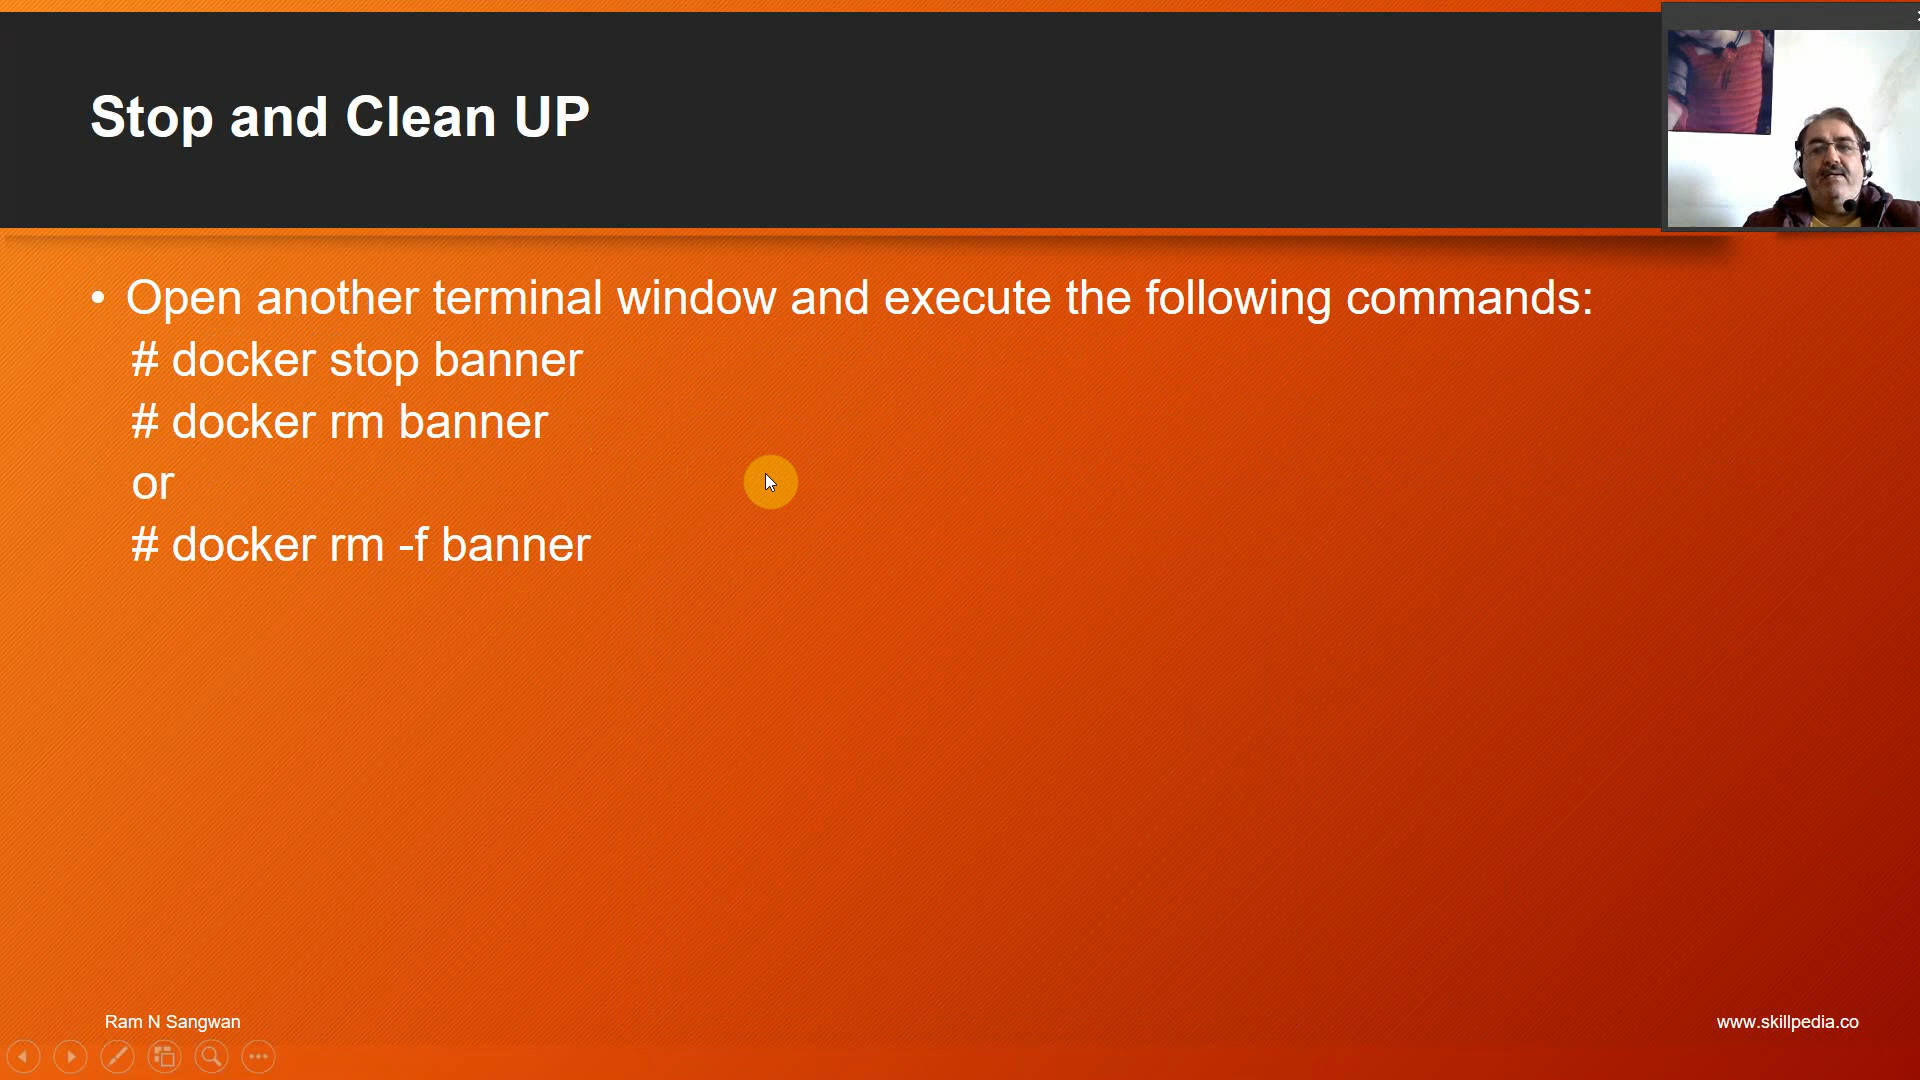 Stop and Clean UP
• Open another terminal window and execute the following commands:
# docker stop banner
# docker rm banner
or
# docker rm -f banner
Ram N Sangwan
www.skillpedia.co